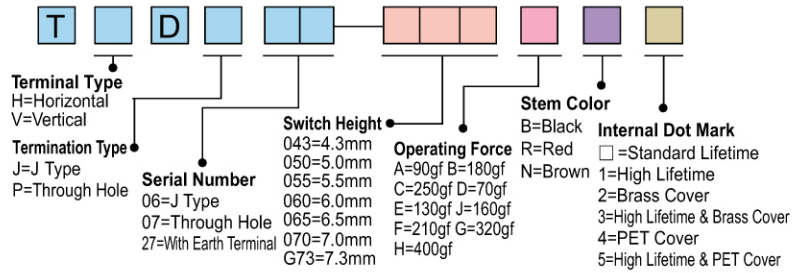 T D
Terminal Type
H=Horizontal
V=Vertical
Termination Type
J=J Type
P=Through Hole
Serial Number
06=J Type
07=Through Hole
27=With Earth Terminal
Switch Height
043=4.3mm
050=5.0mm
055=5.5mm
060=6.0mm
065=6.5mm
070=7.0mm
G73=7.3mm
Operating Force
A=90gf B=180gf
C=250gf D=70gf
E=130gf J=160gf
F=210gf G=320gf
H=400gf
Stem Color
B=Black
R=Red
N=Brown
Internal Dot Mark
□=Standard Lifetime
1=High Lifetime
2=Brass Cover
3=High Lifetime & Brass Cover
4=PET Cover
5=High Lifetime & PET Cover